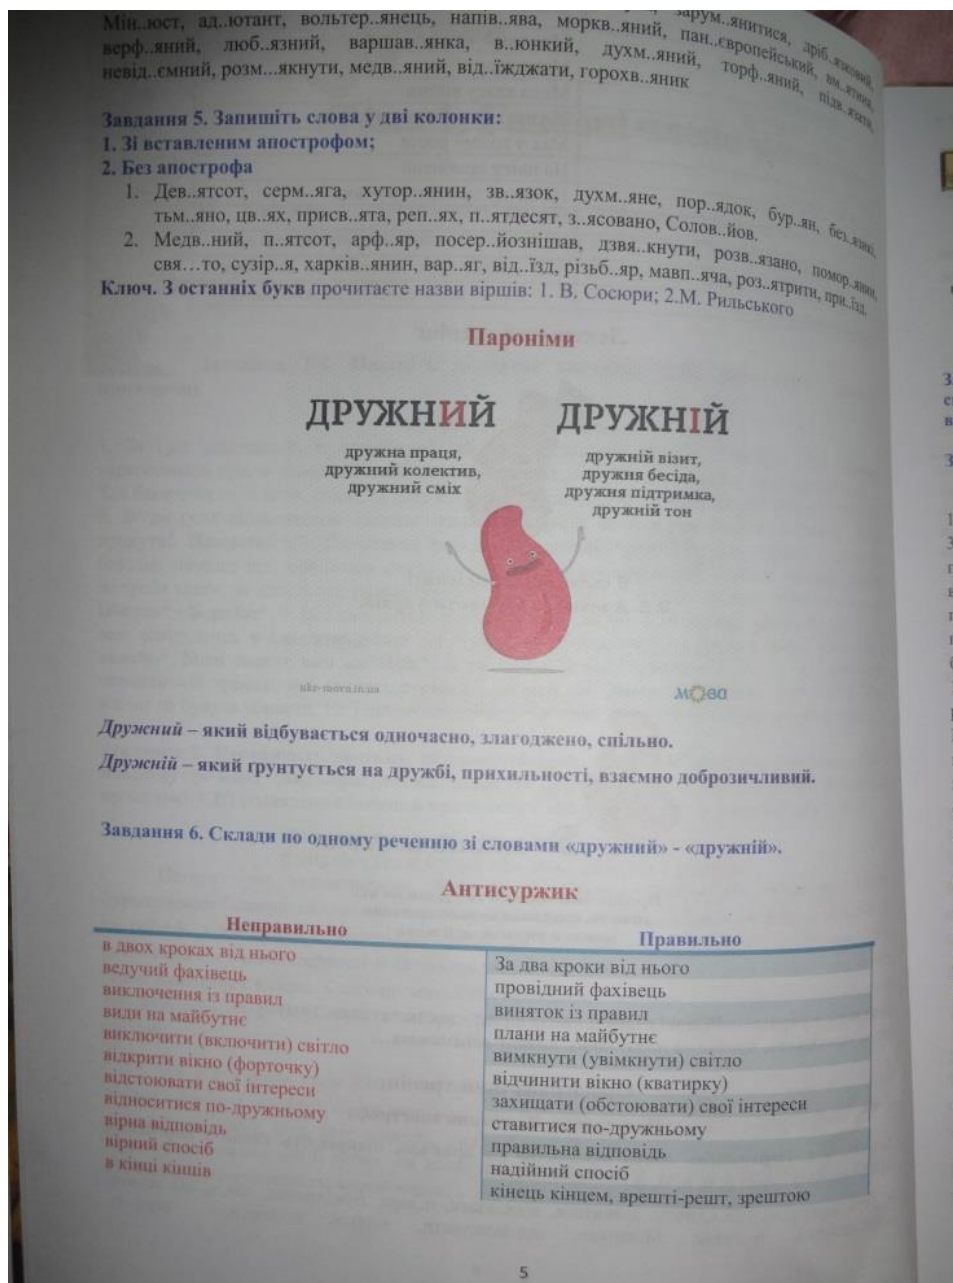 зарум..янитися, дріб..язковий,
Мін..юст, ад..ютант, вольтер..янець, напів..ява, моркв..яний, пан..європейський, вм..ятина,
верф..яний, люб..язний, варшав..янка, в..юнкий, духм..яний, торф..яний, підв..язати,
невід..ємний, розм...якнути, медв..яний, від..їжджати, горохв..яник
Завдання 5. Запишіть слова у дві колонки:
1. Зі вставленим апострофом;
2. Без апострофа
1. Дев..ятсот, серм..яга, хутор..янин, зв..язок, духм..яне, пор..ядок, бур..ян, без..язикі,
тьм..яно, цв..ях, присв..ята, реп..ях, п..ятдесят, з..ясовано, Солов..йов.
2. Медв..ний, п..ятсот, арф..яр, посер..йознішав, дзвя..кнути, розв..язано, помор..янин,
свя…то, сузір..я, харків..янин, вар..яг, від..їзд, різьб..яр, мавп..яча, роз..ятрити, при..їзд.
Ключ. З останніх букв прочитаєте назви віршів: 1. В. Сосюри; 2.М. Рильського
Пароніми
ДРУЖНИЙ ДРУЖНІЙ
дружна праця, дружній візит,
дружний колектив, дружня бесіда,
дружний сміх дружня підтримка,
дружній тон
ukr-mova.in.ua мова
Дружний – який відбувається одночасно, злагоджено, спільно.
Дружній – який ґрунтується на дружбі, прихильності, взаємно доброзичливий.
Завдання 6. Склади по одному реченню зі словами «дружний» - «дружній».
Антисуржик
Неправильно Правильно
в двох кроках від нього За два кроки від нього
ведучий фахівець провідний фахівець
виключення із правил виняток із правил
види на майбутнє плани на майбутнє
виключити (включити) світло вимкнути (увімкнути) світло
відкрити вікно (форточку) відчинити вікно (кватирку)
відстоювати свої інтереси захищати (обстоювати) свої інтереси
відноситися по-дружньому ставитися по-дружньому
вірна відповідь правильна відповідь
вірний спосіб надійний спосіб
в кінці кінців кінець кінцем, врешті-решт, зрештою
5